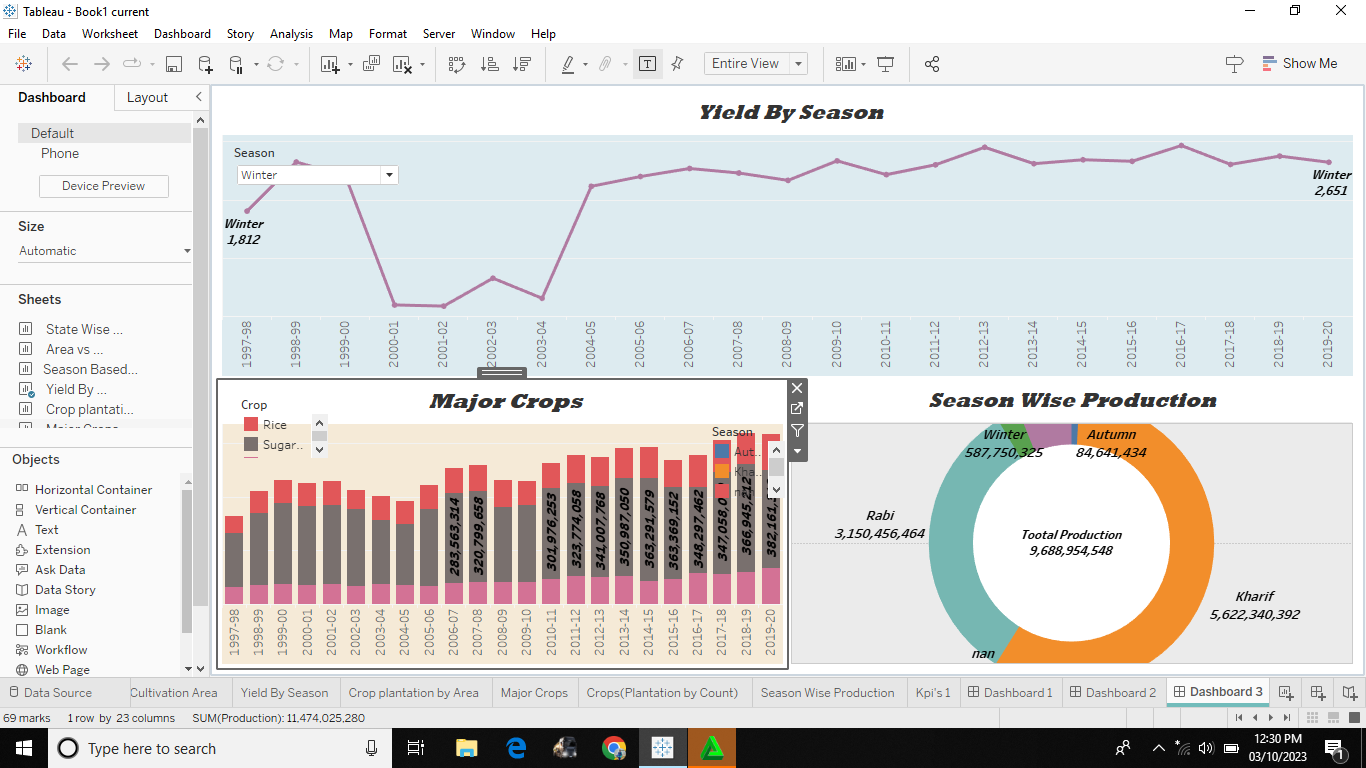 Tableau - Book1 current
File Data Worksheet Dashboard Story Analysis Map Format Server Window Help
Entire View
Show Me
Dashboard Layout
Default
Phone
Device Preview
Size
Automatic
Sheets
State Wise ...
Area vs ...
Season Based...
Yield By ...
Crop plantati...
Objects
Horizontal Container
Vertical Container
Text
Extension
Ask Data
Data Story
Image
Blank
Workflow
Web Page
Yield By Season
Season
Winter
Winter
1,812
Winter
2,651
1997-98 1998-99 1999-00 2000-01 2001-02 2002-03 2003-04 2004-05 2005-06 2006-07 2007-08 2008-09 2009-10 2010-11 2011-12 2012-13 2013-14 2014-15 2015-16 2016-17 2017-18 2018-19 2019-20
Major Crops
Crop
Rice
Sugar..
Season
Aut..
Kha..
283,563,314 320,799,658 301,976,253 323,774,058 341,007,768 350,987,050 363,291,579 363,369,152 348,297,462 347,058,0 366,945,212 382,161,
1997-98 1998-99 1999-00 2000-01 2001-02 2002-03 2003-04 2004-05 2005-06 2006-07 2007-08 2008-09 2009-10 2010-11 2011-12 2012-13 2013-14 2014-15 2015-16 2016-17 2017-18 2018-19 2019-20
Season Wise Production
Winter
587,750,325
Autumn
84,641,434
Rabi
3,150,456,464
Tootal Production
9,688,954,548
Kharif
5,622,340,392
nan
Data Source Cultivation Area Yield By Season Crop plantation by Area Major Crops Crops(Plantation by Count) Season Wise Production Kpi's 1 Dashboard 1 Dashboard 2 Dashboard 3
69 marks 1 row by 23 columns SUM(Production): 11,474,025,280
Type here to search
12:30 PM
03/10/2023
1